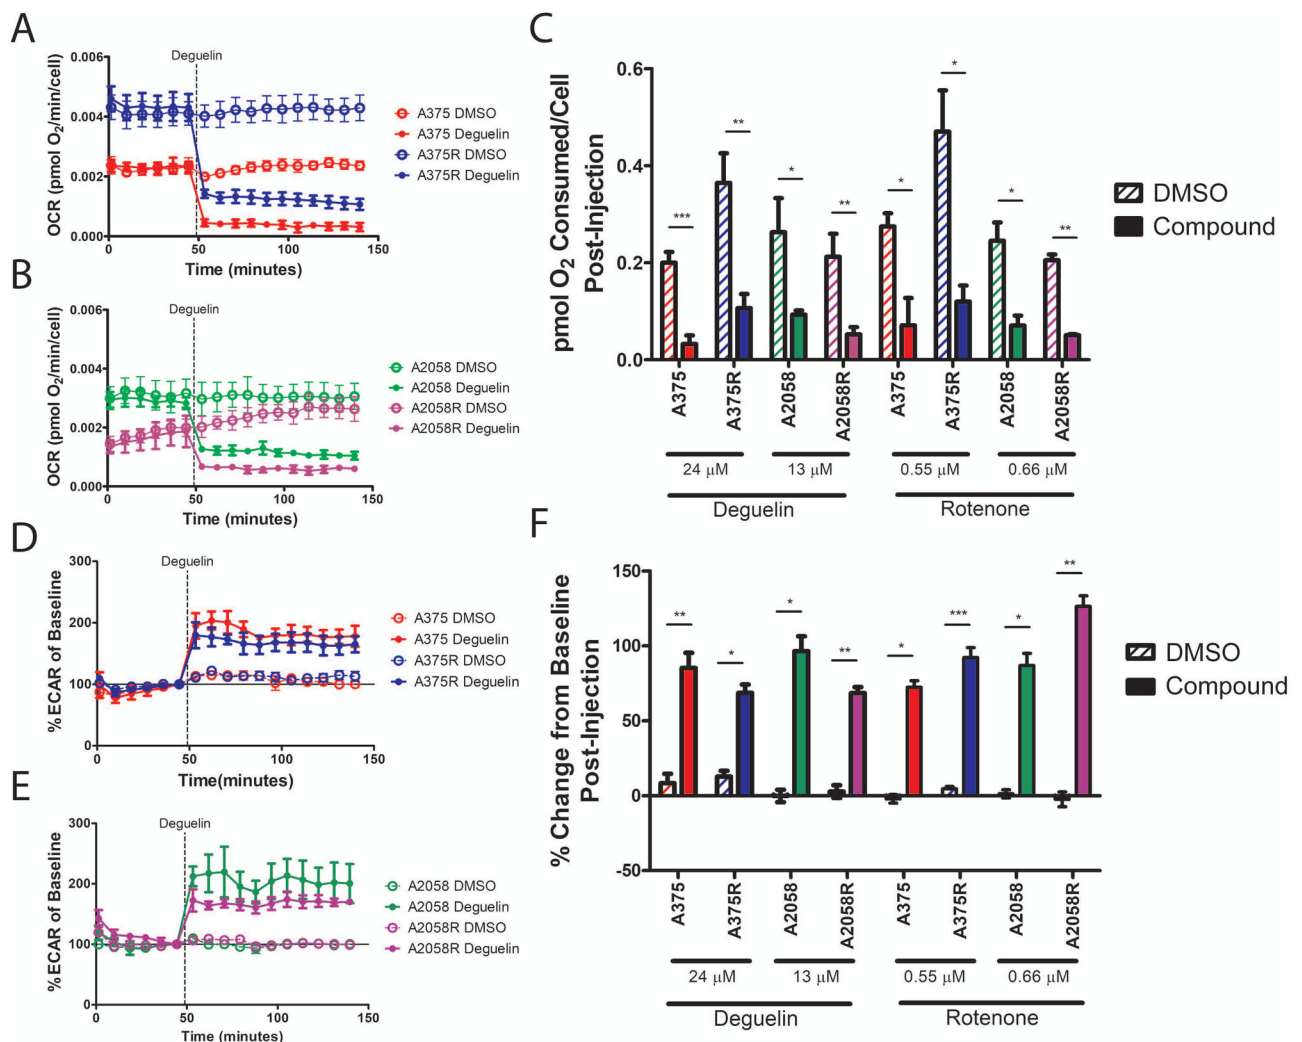 A
Deguelin
0.006
0.004
0.002
0.000
0
50
100
150
OCR (pmol O2/min/cell)
Time (minutes)
A375 DMSO
A375 Deguelin
A375R DMSO
A375R Deguelin
B
Deguelin
0.006
0.004
0.002
0.000
0
50
100
150
OCR (pmol O2/min/cell)
Time (minutes)
A2058 DMSO
A2058 Deguelin
A2058R DMSO
A2058R Deguelin
C
pmol O2 Consumed/Cell
Post-Injection
0.6
0.4
0.2
0.0
***
**
*
**
*
*
*
**
A375
A375R
A2058
A2058R
A375
A375R
A2058
A2058R
24 μM
13 μM
0.55 μM
0.66 μM
Deguelin
Rotenone
DMSO
Compound
D
Deguelin
300
200
100
0
0
50
100
150
%ECAR of Baseline
Time(minutes)
A375 DMSO
A375 Deguelin
A375R DMSO
A375R Deguelin
E
Deguelin
300
200
100
0
0
50
100
150
%ECAR of Baseline
Time (minutes)
A2058 DMSO
A2058 Deguelin
A2058R DMSO
A2058R Deguelin
F
% Change from Baseline
Post-Injection
150
100
50
0
-50
**
*
*
**
*
***
*
**
A375
A375R
A2058
A2058R
A375
A375R
A2058
A2058R
24 μM
13 μM
0.55 μM
0.66 μM
Deguelin
Rotenone
DMSO
Compound